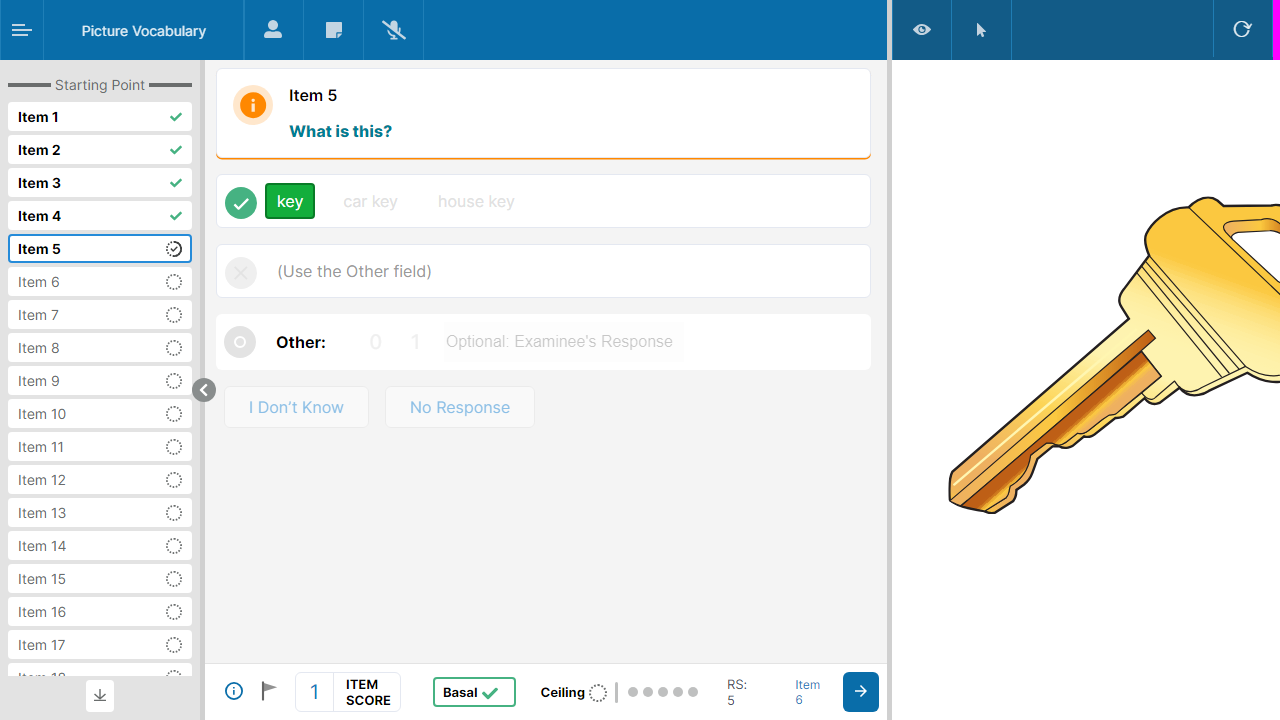 Picture Vocabulary
Starting Point
Item 1
Item 2
Item 3
Item 4
Item 5
Item 6
Item 7
Item 8
Item 9
Item 10
Item 11
Item 12
Item 13
Item 14
Item 15
Item 16
Item 17
Item 18
Item 5
What is this?
key car key house key
(Use the Other field)
Other: 0 1 Optional: Examinee's Response
I Don't Know No Response
1 ITEM SCORE
Basal
Ceiling
RS: 5
Item 6